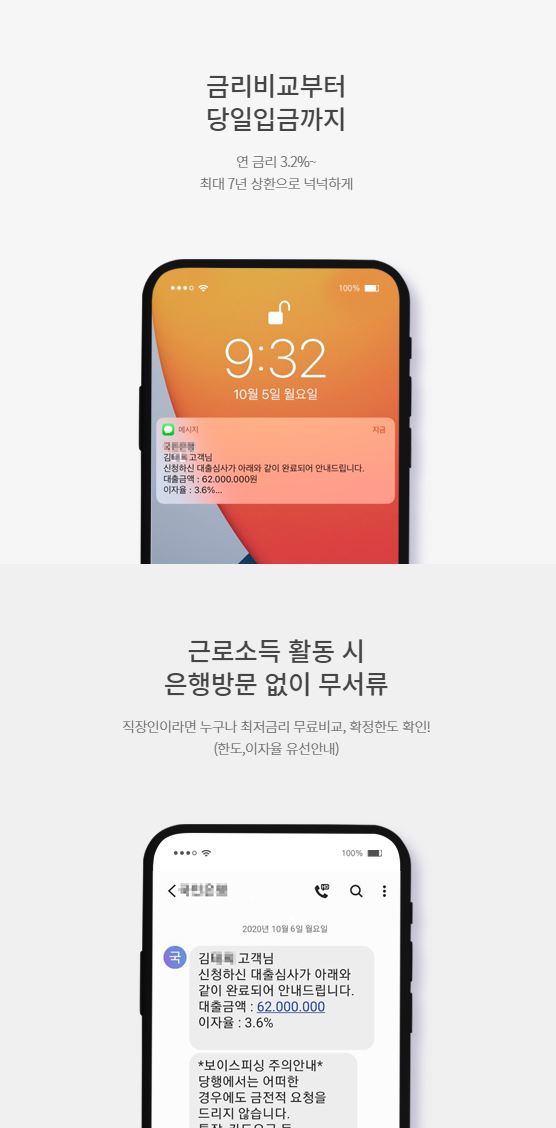 금리비교부터
당일입금까지
연 금리 3.2%~
최대 7년 상환으로 넉넉하게
100%
9:32
10월 5일 월요일
메시지 지금
김 고객님
신청하신 대출심사가 아래와 같이 완료되어 안내드립니다.
대출금액 : 62.000.000원
이자율 : 3.6%...
근로소득 활동 시
은행방문 없이 무서류
직장인이라면 누구나 최저금리 무료비교, 확정한도 확인!
(한도,이자율 유선안내)
100%
2020년 10월 6일 월요일
국
김 고객님
신청하신 대출심사가 아래와
같이 완료되어 안내드립니다.
대출금액 : 62.000.000
이자율 : 3.6%
*보이스피싱 주의안내*
당행에서는 어떠한
경우에도 금전적 요청을
드리지 않습니다.